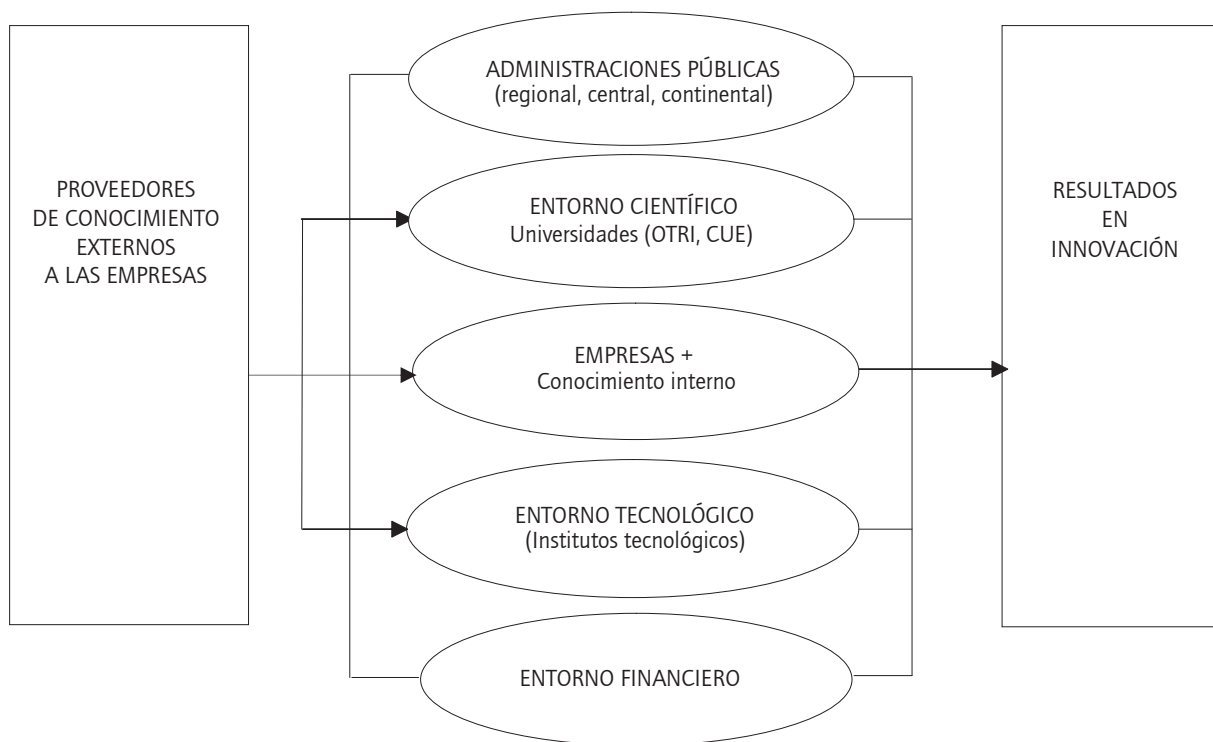 PROVEEDORES
DE CONOCIMIENTO
EXTERNOS
A LAS EMPRESAS
ADMINISTRACIONES PÚBLICAS
(regional, central, continental)
ENTORNO CIENTÍFICO
Universidades (OTRI, CUE)
EMPRESAS +
Conocimiento interno
ENTORNO TECNOLÓGICO
(Institutos tecnológicos)
ENTORNO FINANCIERO
RESULTADOS
EN
INNOVACIÓN